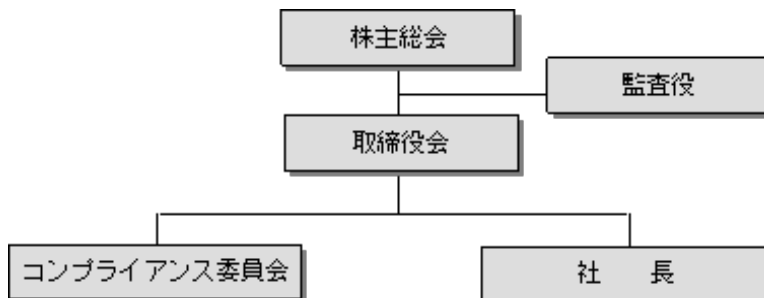 株主総会
監査役
取締役会
コンプライアンス委員会
社　　長